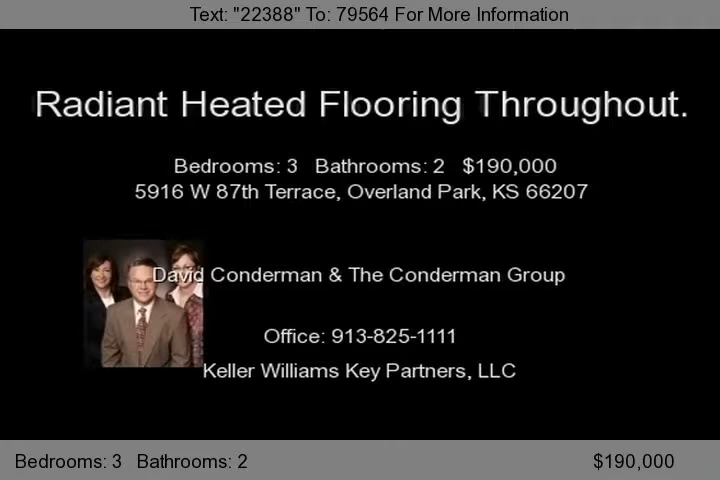 Text: "22388" To: 79564 For More Information
Radiant Heated Flooring Throughout.
Bedrooms: 3 Bathrooms: 2 $190,000
5916 W 87th Terrace, Overland Park, KS 66207
David Conderman & The Conderman Group
Office: 913-825-1111
Keller Williams Key Partners, LLC
Bedrooms: 3 Bathrooms: 2 $190,000